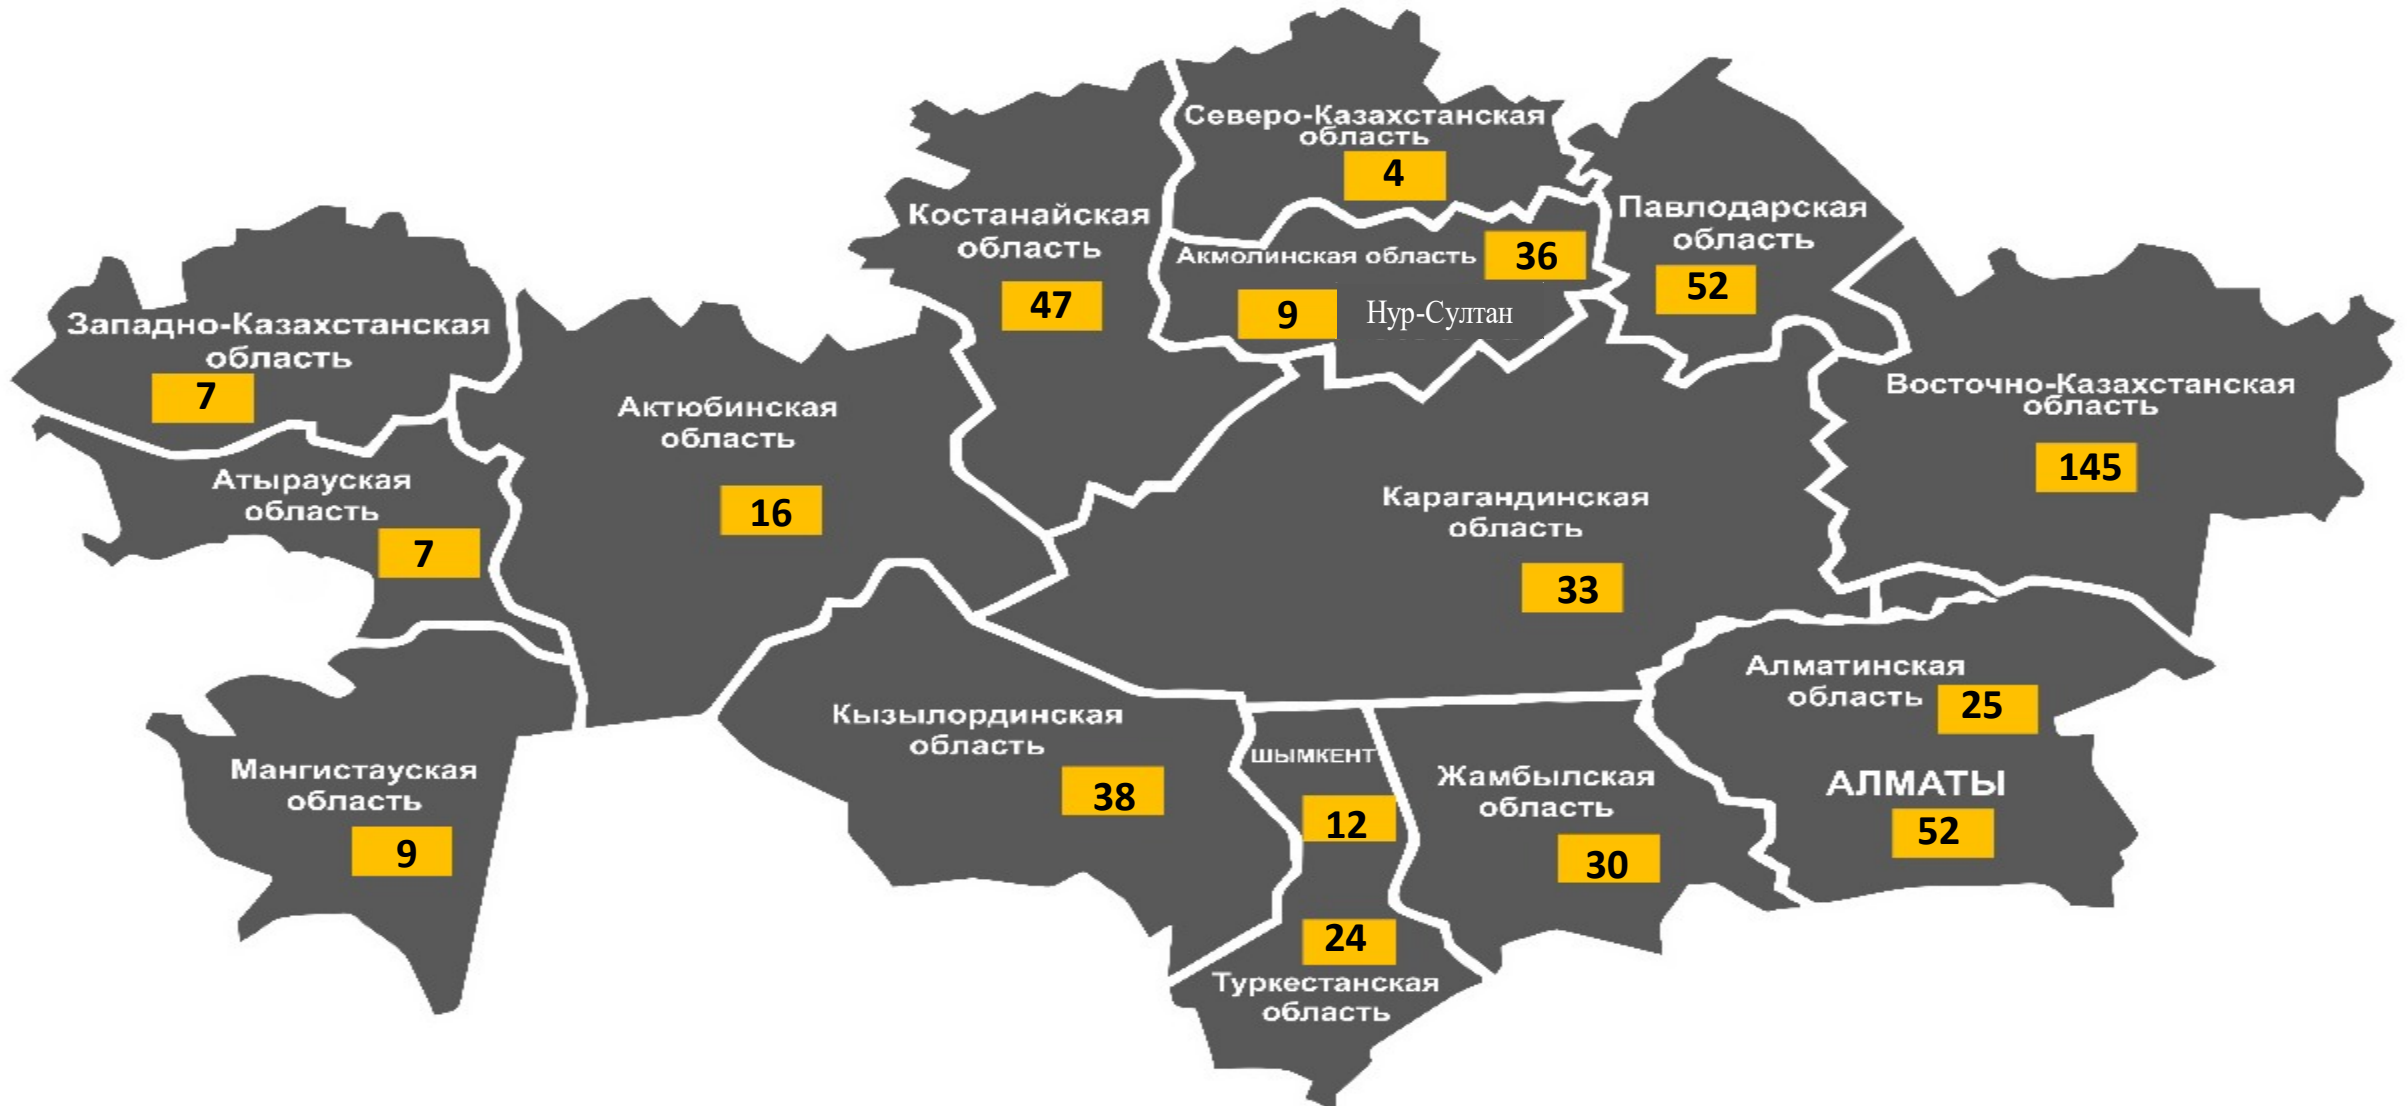 Северо-Казахстанская
область
4
Костанайская
область
47
Акмолинская область
36
9
Нур-Султан
Павлодарская
область
52
Западно-Казахстанская
область
7
Актюбинская
область
16
Восточно-Казахстанская
область
145
Атырауская
область
7
Карагандинская
область
33
Мангистауская
область
9
Кызылординская
область
38
ШЫМКЕНТ
12
24
Туркестанская
область
Жамбылская
область
30
Алматинская
область
25
АЛМАТЫ
52